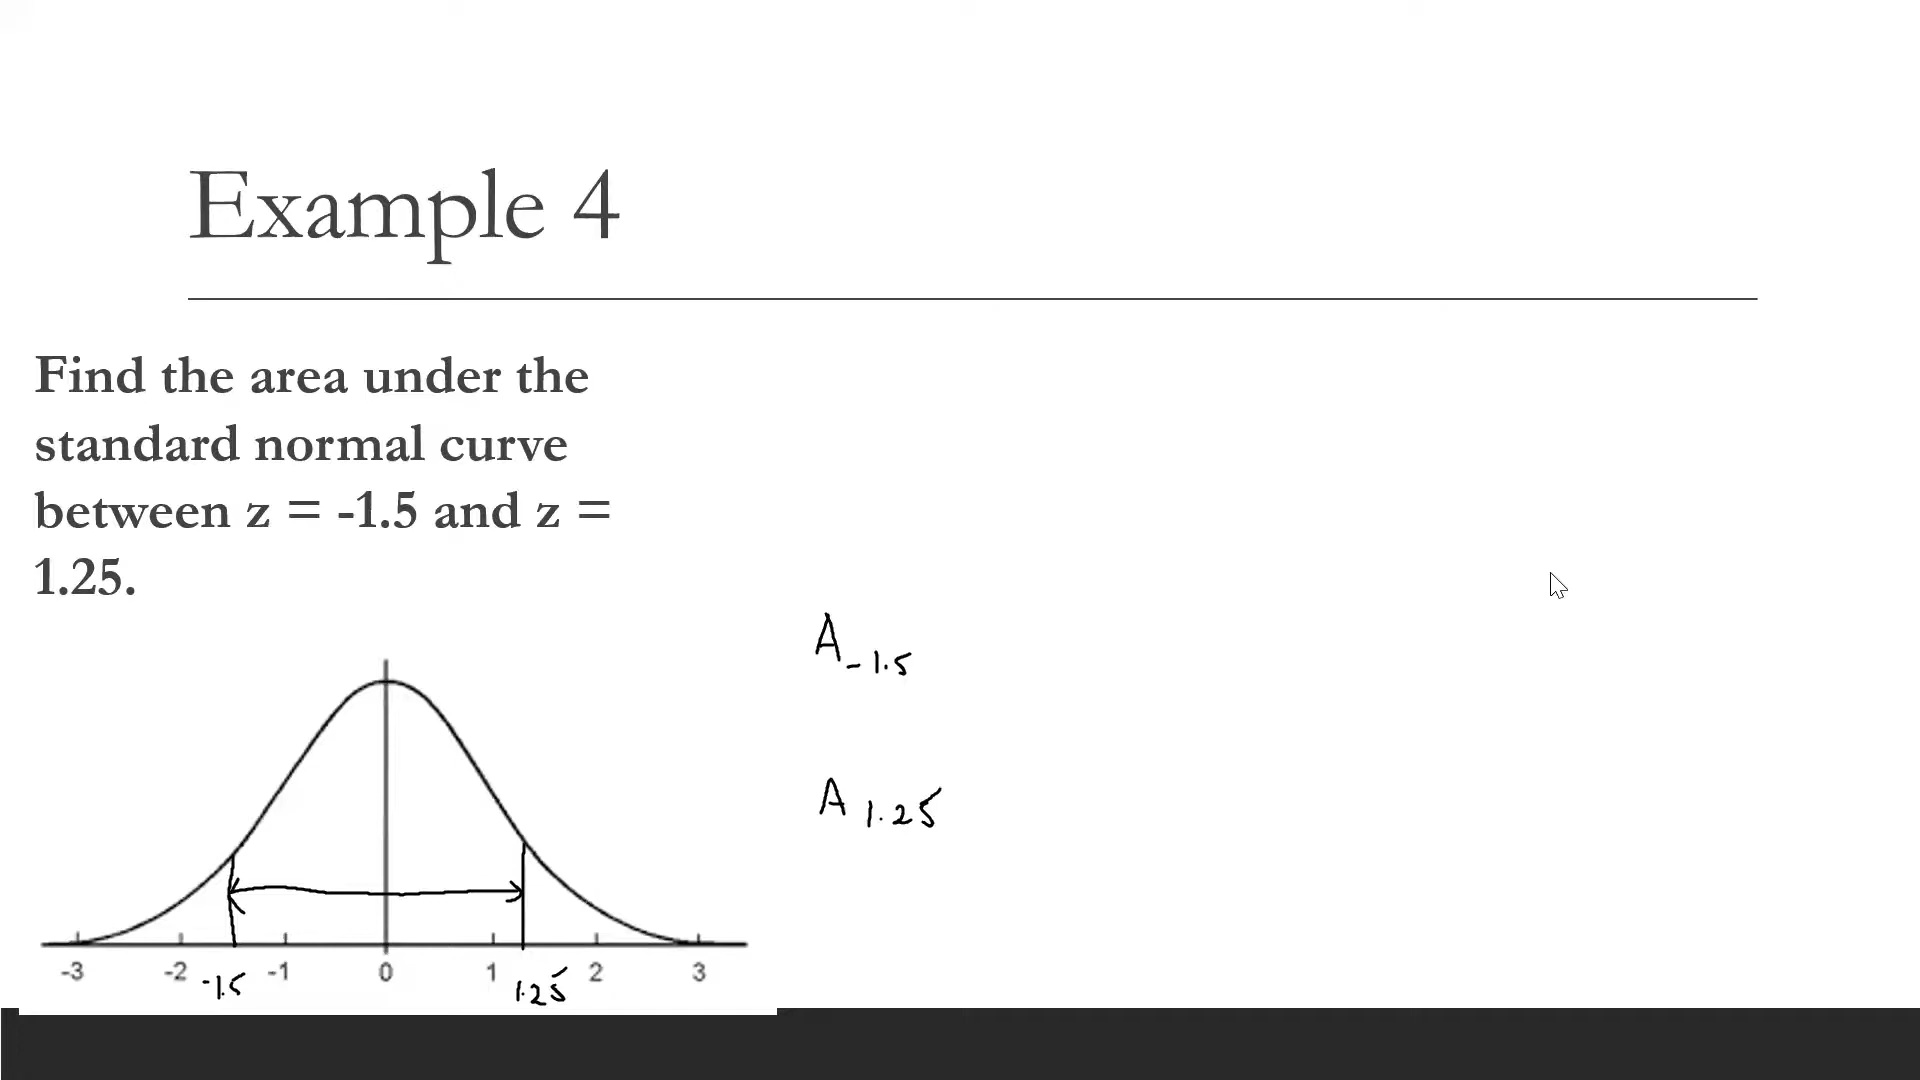 Example 4
Find the area under the
standard normal curve
between z = -1.5 and z =
1.25.
A-1.5
A 1.25
-3 -2 -1 0 1 2 3
-1.5 1.25